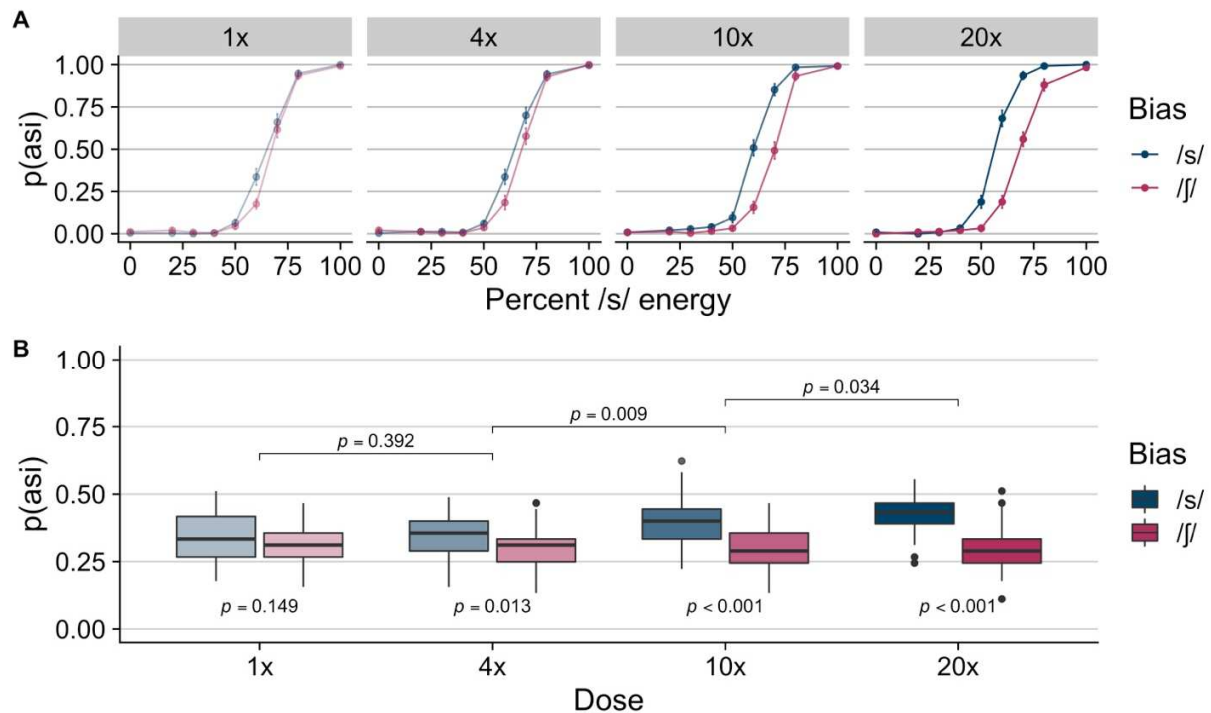 A
1x 4x 10x 20x
1.00
0.75
0.50
0.25
0.00
p(asi)
0 25 50 75 100 0 25 50 75 100 0 25 50 75 100 0 25 50 75 100
Percent /s/ energy
Bias
/s/
/ʃ/
B
1.00
0.75
0.50
0.25
0.00
p(asi)
p = 0.034
p = 0.009
p = 0.392
p = 0.149 p = 0.013 p < 0.001 p < 0.001
1x 4x 10x 20x
Dose
Bias
/s/
/ʃ/